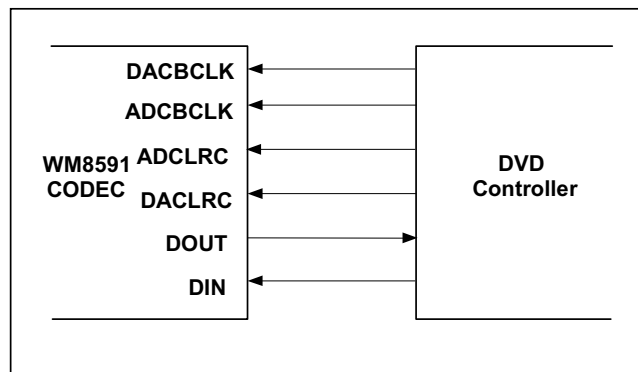 DACBCLK
ADCBCLK
WM8591
CODEC
ADCLRC
DACLRC
DOUT
DIN
DVD
Controller